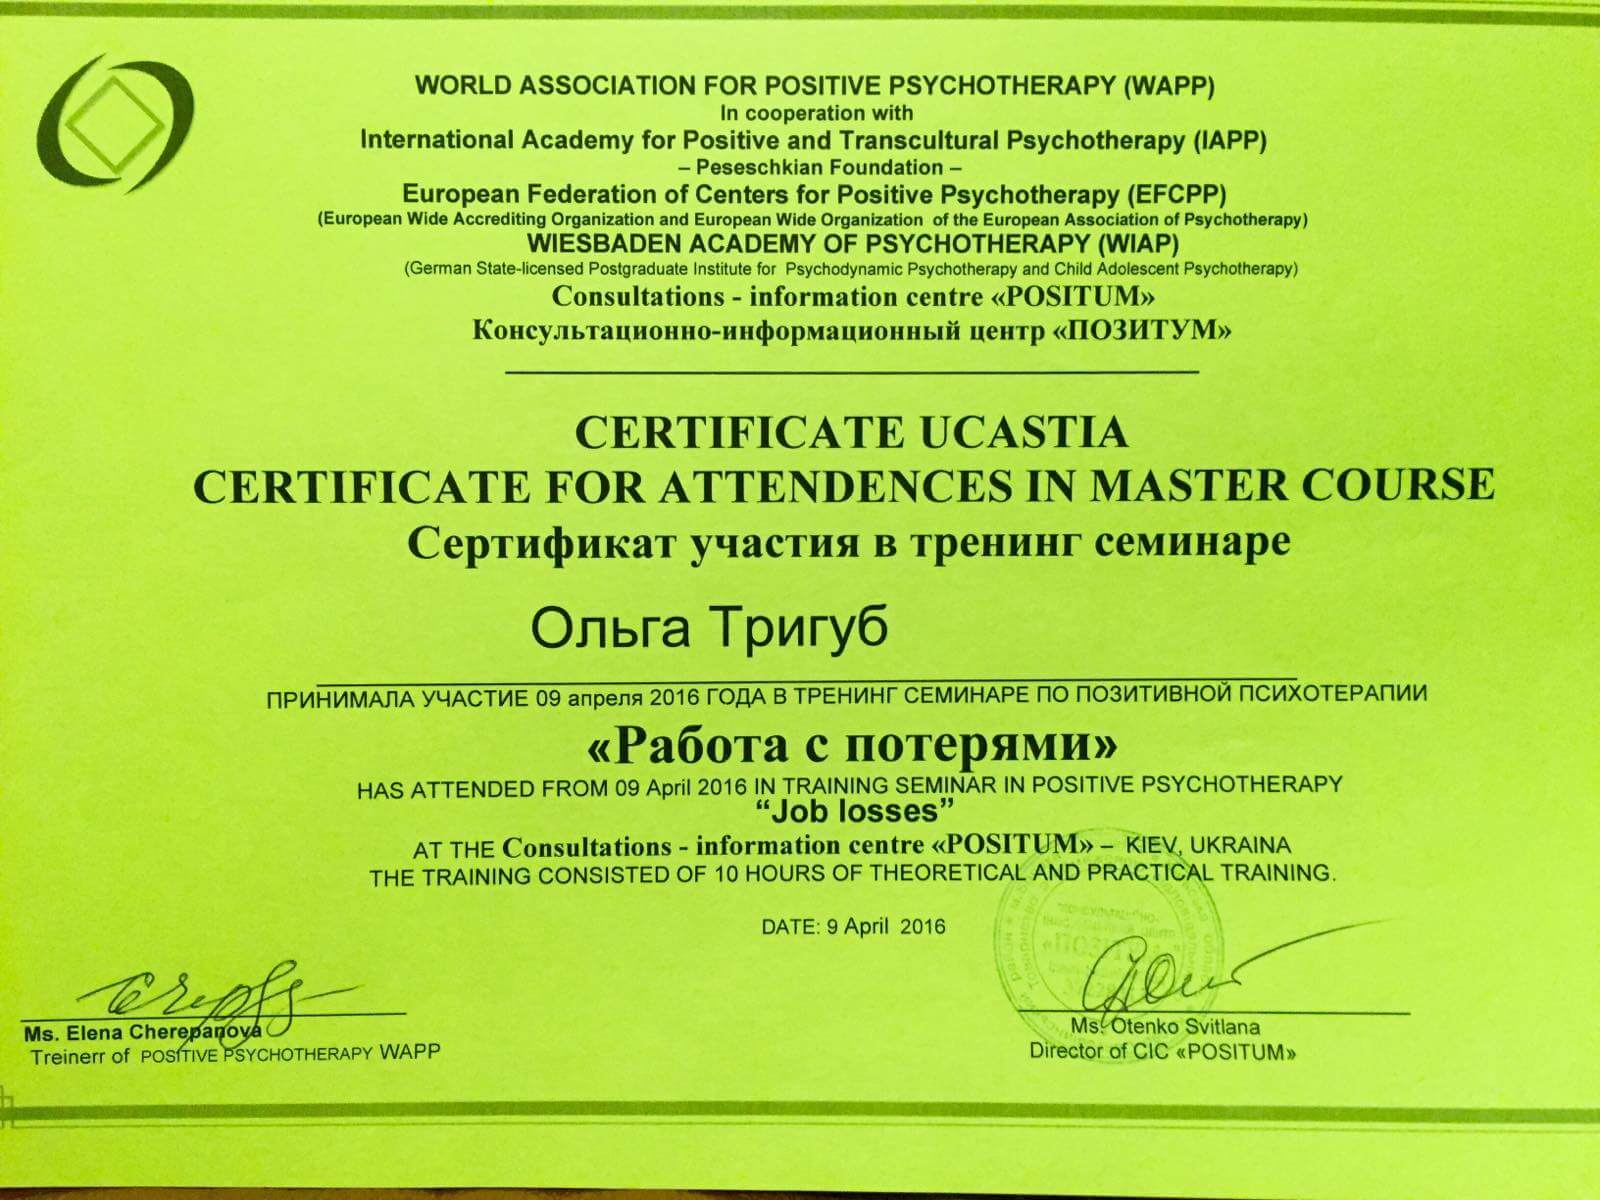 WORLD ASSOCIATION FOR POSITIVE PSYCHOTHERAPY (WAPP)
In cooperation with
International Academy for Positive and Transcultural Psychotherapy (IAPP)
– Peseschkian Foundation –
European Federation of Centers for Positive Psychotherapy (EFCPP)
(European Wide Accrediting Organization and European Wide Organization of the European Association of Psychotherapy)
WIESBADEN ACADEMY OF PSYCHOTHERAPY (WIAP)
(German State-licensed Postgraduate Institute for Psychodynamic Psychotherapy and Child Adolescent Psychotherapy)
Consultations - information centre «POSITUM»
Консультационно-информационный центр «ПОЗИТУМ»
CERTIFICATE UCASTIA
CERTIFICATE FOR ATTENDENCES IN MASTER COURSE
Сертификат участия в тренинг семинаре
Ольга Тригуб
ПРИНИМАЛА УЧАСТИЕ 09 апреля 2016 ГОДА В ТРЕНИНГ СЕМИНАРЕ ПО ПОЗИТИВНОЙ ПСИХОТЕРАПИИ
«Работа с потерями»
HAS ATTENDED FROM 09 April 2016 IN TRAINING SEMINAR IN POSITIVE PSYCHOTHERAPY
“Job losses”
AT THE Consultations - information centre «POSITUM» – KIEV, UKRAINA
THE TRAINING CONSISTED OF 10 HOURS OF THEORETICAL AND PRACTICAL TRAINING.
DATE: 9 April 2016
Ms. Elena Cherepanova
Treinerr of POSITIVE PSYCHOTHERAPY WAPP
Ms. Otenko Svitlana
Director of CIC «POSITUM»